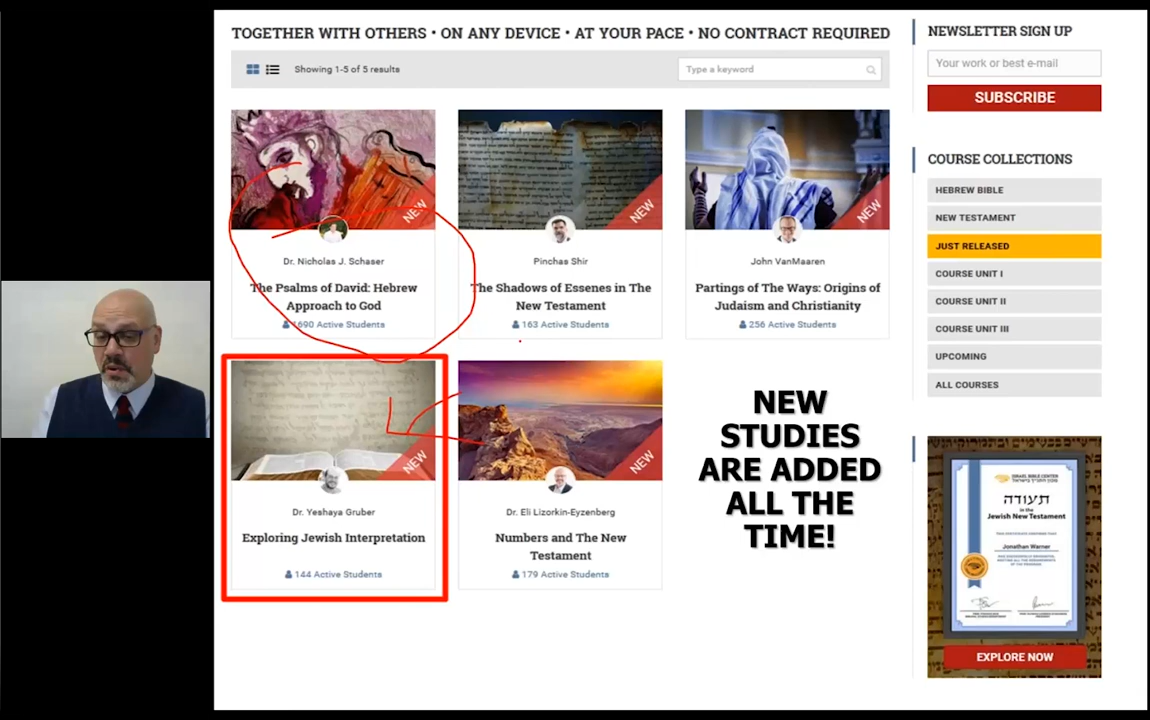 TOGETHER WITH OTHERS • ON ANY DEVICE • AT YOUR PACE • NO CONTRACT REQUIRED
Showing 1-5 of 5 results
Type a keyword
NEW
Dr. Nicholas J. Schaser
The Psalms of David: Hebrew
Approach to God
1690 Active Students
NEW
Pinchas Shir
The Shadows of Essenes in The
New Testament
163 Active Students
NEW
John VanMaaren
Partings of The Ways: Origins of
Judaism and Christianity
256 Active Students
NEW
Dr. Yeshaya Gruber
Exploring Jewish Interpretation
144 Active Students
NEW
Dr. Eli Lizorkin-Eyzenberg
Numbers and The New
Testament
179 Active Students
NEW
STUDIES
ARE ADDED
ALL THE
TIME!
NEWSLETTER SIGN UP
Your work or best e-mail
SUBSCRIBE
COURSE COLLECTIONS
HEBREW BIBLE
NEW TESTAMENT
JUST RELEASED
COURSE UNIT I
COURSE UNIT II
COURSE UNIT III
UPCOMING
ALL COURSES
ISRAEL BIBLE CENTER
תעודה
in the
Jewish New Testament
Jonathan Warner
EXPLORE NOW